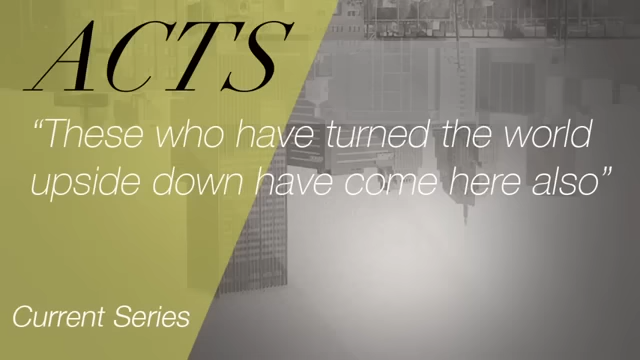 ACTS
“These who have turned the world
upside down have come here also”
Current Series